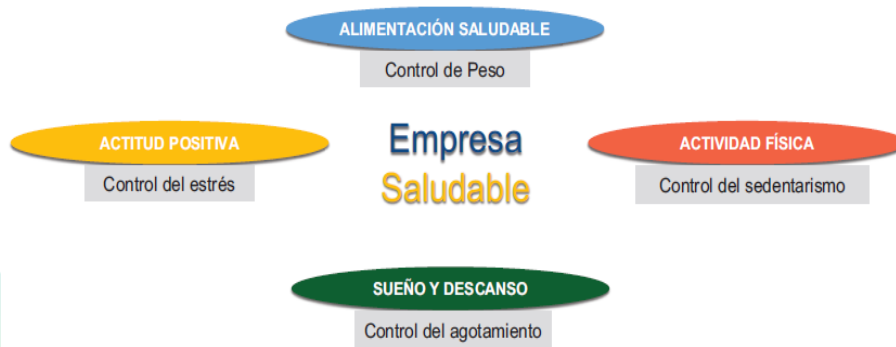 ALIMENTACIÓN SALUDABLE
Control de Peso
ACTITUD POSITIVA
Control del estrés
Empresa
Saludable
ACTIVIDAD FÍSICA
Control del sedentarismo
SUEÑO Y DESCANSO
Control del agotamiento